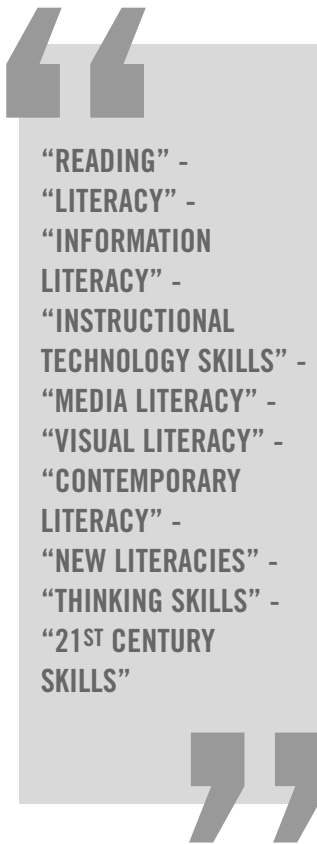 “READING” -
“LITERACY” -
“INFORMATION
LITERACY” -
“INSTRUCTIONAL
TECHNOLOGY SKILLS” -
“MEDIA LITERACY” -
“VISUAL LITERACY” -
“CONTEMPORARY
LITERACY” -
“NEW LITERACIES” -
“THINKING SKILLS” -
“21ST CENTURY
SKILLS”